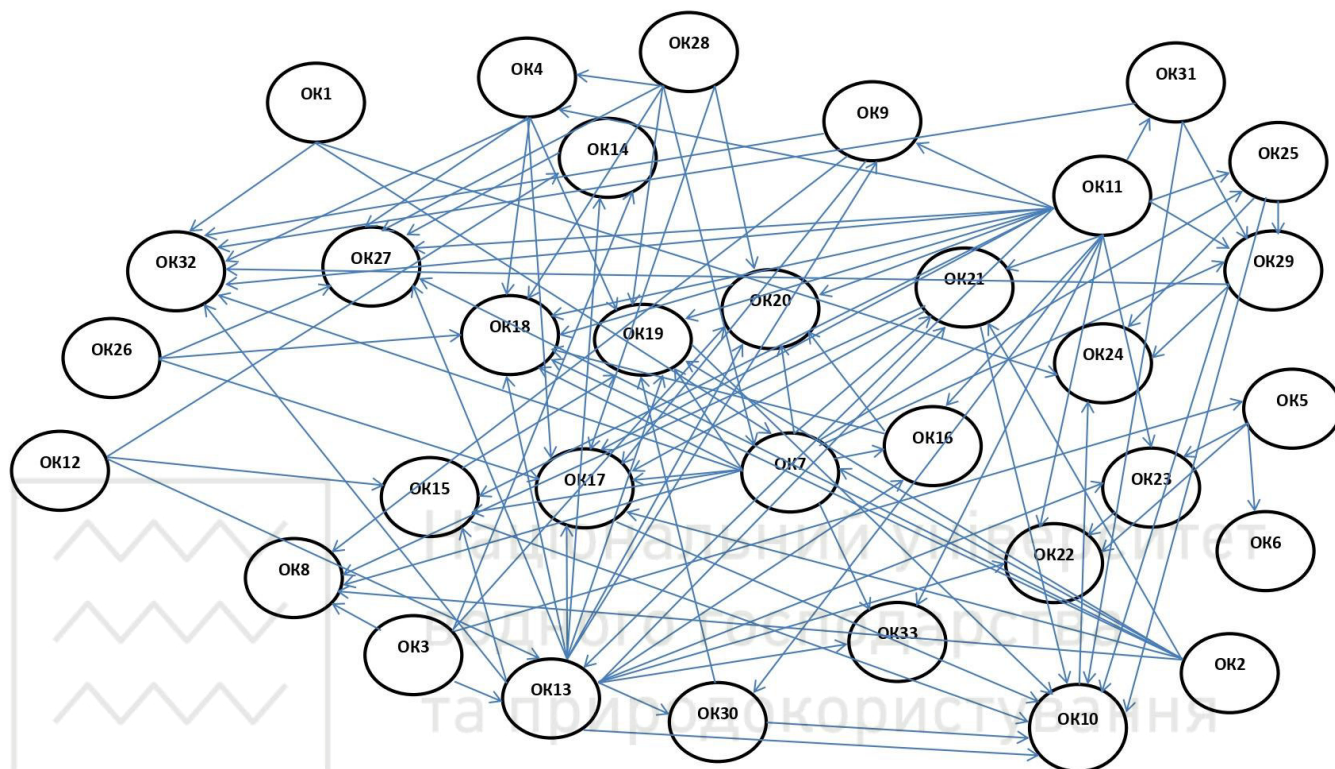 ОК28
ОК4
ОК31
ОК1
ОК9
ОК14
ОК25
ОК11
ОК32
ОК27
ОК29
ОК21
ОК20
ОК18
ОК19
ОК26
ОК24
ОК5
ОК16
ОК12
ОК7
ОК15
ОК17
ОК23
Національний університет
ОК22
ОК6
ОК8
водного господарства
ОК33
ОК3
ОК2
ОК13
ОК30
ОК10
та природокористування